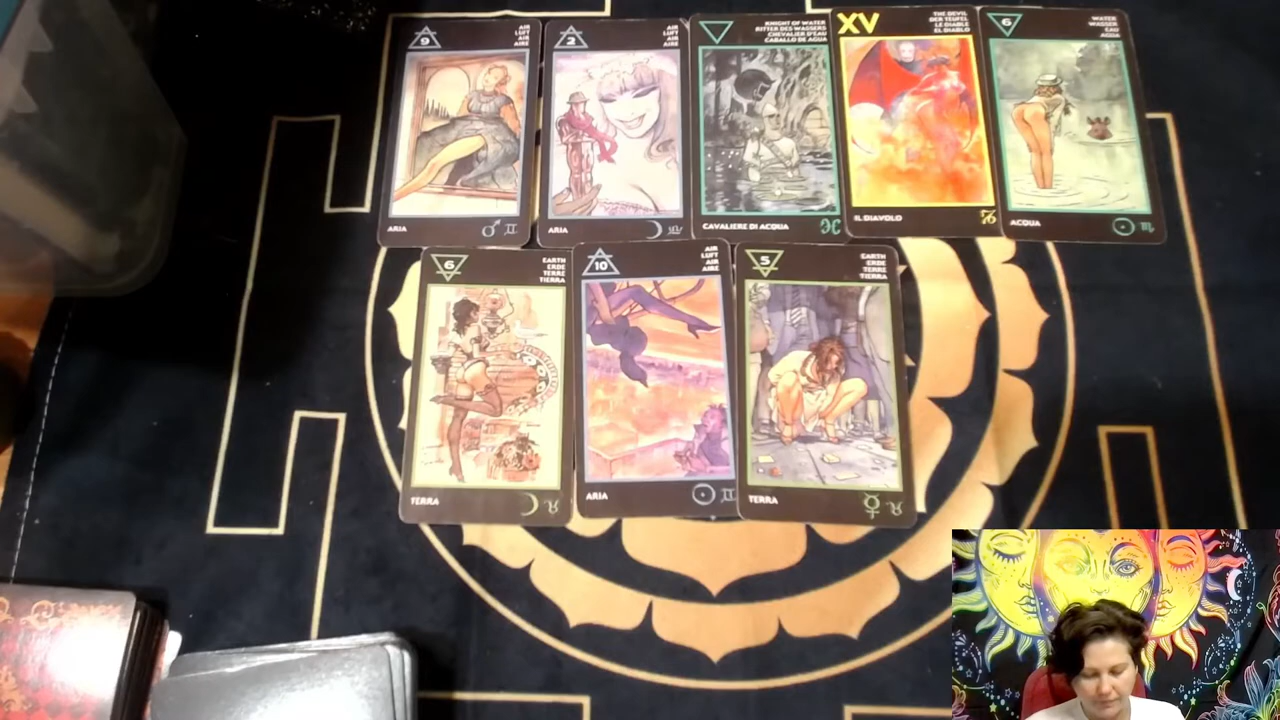 9
AIR
LUFT
AIR
AIRE
ARIA
2
AIR
LUFT
AIR
AIRE
ARIA
KNIGHT OF WATER
RITTER DES WASSERS
CHEVALIER D'EAU
CABALLO DE AGUA
CAVALIERE DI ACQUA
XV
THE DEVIL
DER TEUFEL
LE DIABLE
EL DIABLO
IL DIAVOLO
6
WATER
WASSER
EAU
AGUA
ACQUA
6
EARTH
ERDE
TERRE
TIERRA
TERRA
10
AIR
LUFT
AIR
AIRE
ARIA
5
EARTH
ERDE
TERRE
TIERRA
TERRA